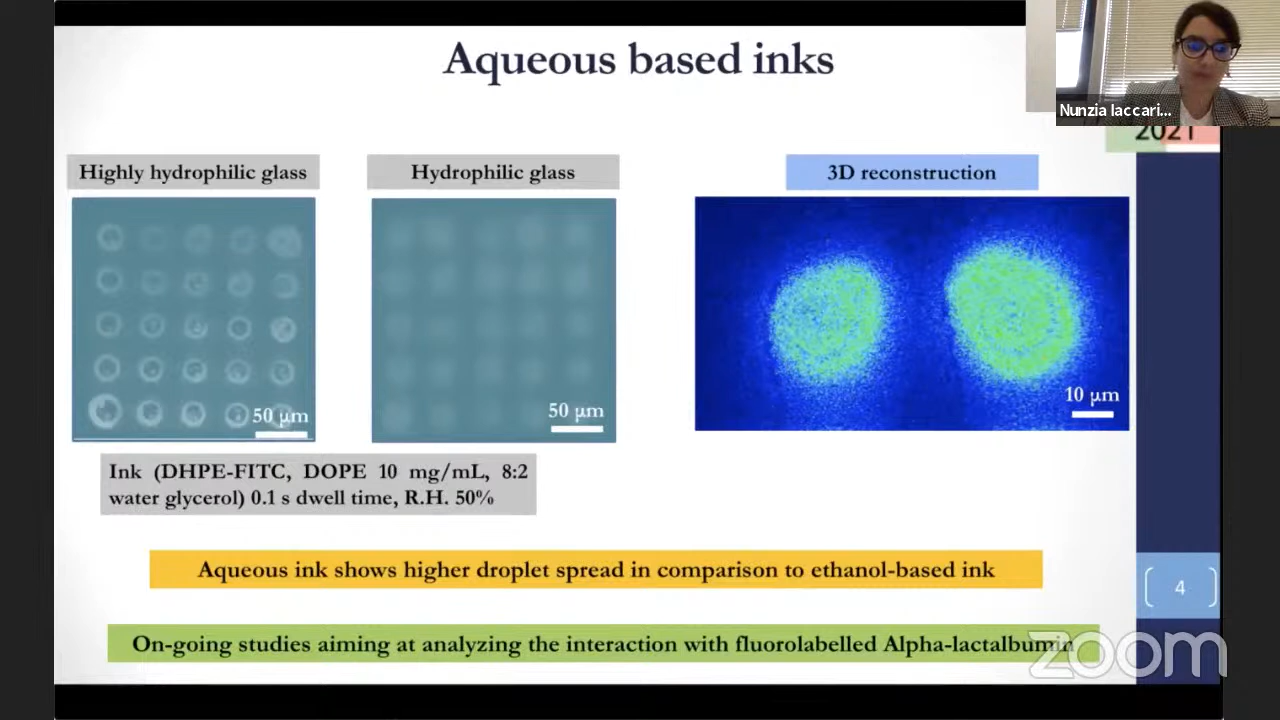 Aqueous based inks
Nunzia Iaccari...
2021
Highly hydrophilic glass
Hydrophilic glass
3D reconstruction
50 µm
50 µm
10 µm
Ink (DHPE-FITC, DOPE 10 mg/mL, 8:2
water glycerol) 0.1 s dwell time, R.H. 50%
Aqueous ink shows higher droplet spread in comparison to ethanol-based ink
4
On-going studies aiming at analyzing the interaction with fluorolabelled Alpha-lactalbumin
zoom